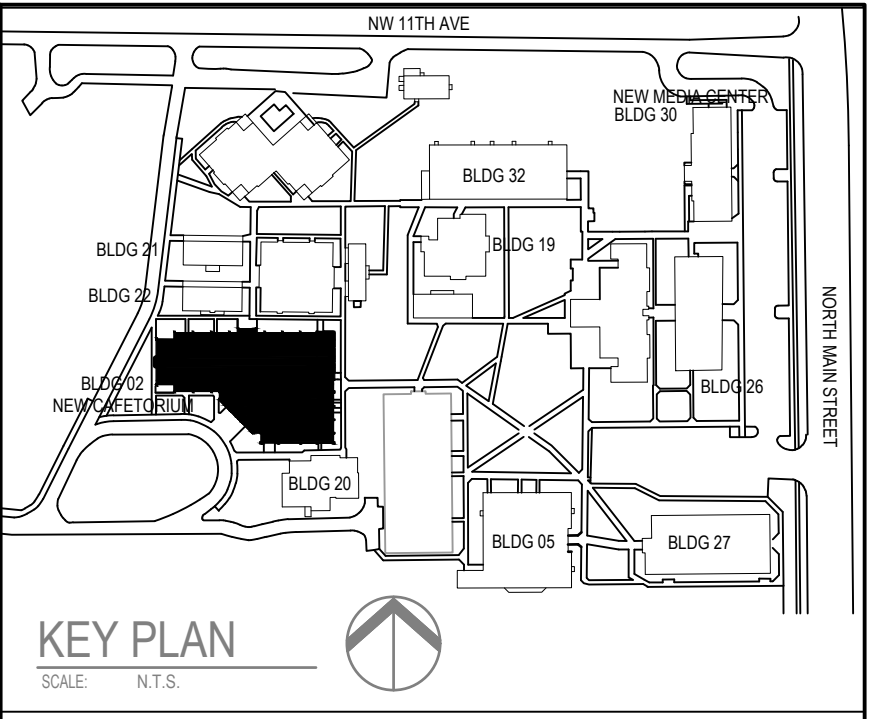 NW 11TH AVE
NEW MEDIA CENTER
BLDG 30
BLDG 32
BLDG 21
BLDG 19
BLDG 22
NORTH MAIN STREET
BLDG 02
NEW CAFETORIUM
BLDG 26
BLDG 20
BLDG 05
BLDG 27
KEY PLAN
SCALE: N.T.S.